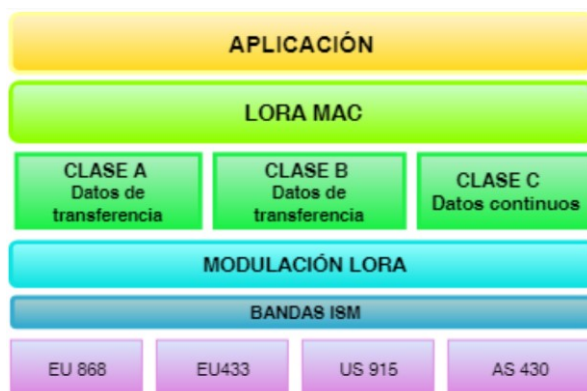 APLICACIÓN
LORA MAC
CLASE A
Datos de
transferencia
CLASE B
Datos de
transferencia
CLASE C
Datos continuos
MODULACIÓN LORA
BANDAS ISM
EU 868
EU433
US 915
AS 430